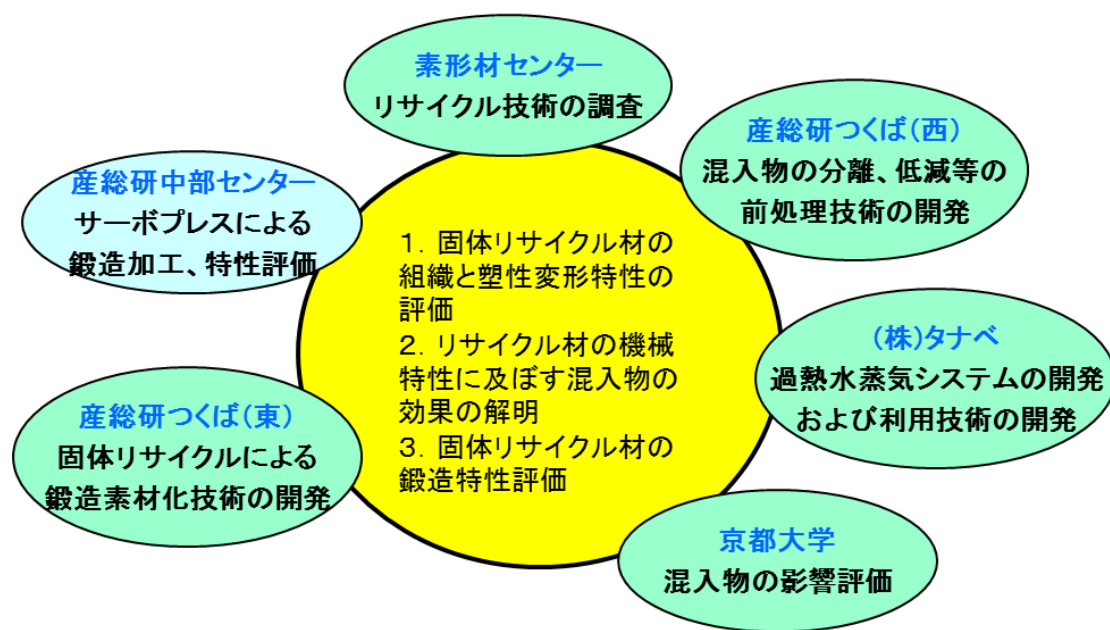 素形材センター
リサイクル技術の調査
産総研つくば(西)
混入物の分離、低減等の
前処理技術の開発
産総研中部センター
サーボプレスによる
鍛造加工、特性評価
1. 固体リサイクル材の
組織と塑性変形特性の
評価
2. リサイクル材の機械
特性に及ぼす混入物の
効果の解明
3. 固体リサイクル材の
鍛造特性評価
(株)タナベ
過熱水蒸気システムの開発
および利用技術の開発
産総研つくば(東)
固体リサイクルによる
鍛造素材化技術の開発
京都大学
混入物の影響評価